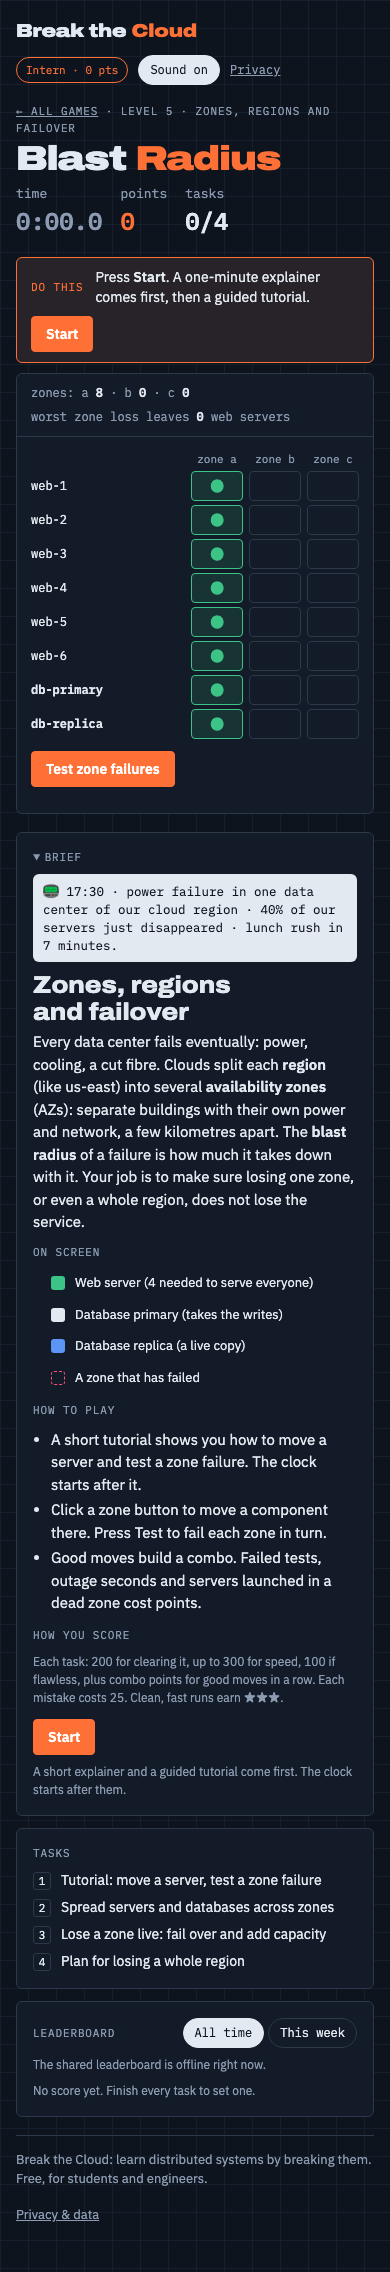 Break the Cloud
Intern · 0 pts
Sound on
Privacy
← ALL GAMES · LEVEL 5 · ZONES, REGIONS AND
FAILOVER
Blast Radius
time points tasks
0:00.0 0 0/4
DO THIS
Press Start. A one-minute explainer
comes first, then a guided tutorial.
Start
zones: a 8 · b 0 · c 0
worst zone loss leaves 0 web servers
zone a zone b zone c
web-1
web-2
web-3
web-4
web-5
web-6
db-primary
db-replica
Test zone failures
▾ BRIEF
17:30 · power failure in one data
center of our cloud region · 40% of our
servers just disappeared · lunch rush in
7 minutes.
Zones, regions
and failover
Every data center fails eventually: power,
cooling, a cut fibre. Clouds split each region
(like us-east) into several availability zones
(AZs): separate buildings with their own power
and network, a few kilometres apart. The blast
radius of a failure is how much it takes down
with it. Your job is to make sure losing one zone,
or even a whole region, does not lose the
service.
ON SCREEN
Web server (4 needed to serve everyone)
Database primary (takes the writes)
Database replica (a live copy)
A zone that has failed
HOW TO PLAY
• A short tutorial shows you how to move a
server and test a zone failure. The clock
starts after it.
• Click a zone button to move a component
there. Press Test to fail each zone in turn.
• Good moves build a combo. Failed tests,
outage seconds and servers launched in a
dead zone cost points.
HOW YOU SCORE
Each task: 200 for clearing it, up to 300 for speed, 100 if
flawless, plus combo points for good moves in a row. Each
mistake costs 25. Clean, fast runs earn ★★★.
Start
A short explainer and a guided tutorial come first. The clock
starts after them.
TASKS
1 Tutorial: move a server, test a zone failure
2 Spread servers and databases across zones
3 Lose a zone live: fail over and add capacity
4 Plan for losing a whole region
LEADERBOARD
All time
This week
The shared leaderboard is offline right now.
No score yet. Finish every task to set one.
Break the Cloud: learn distributed systems by breaking them.
Free, for students and engineers.
Privacy & data